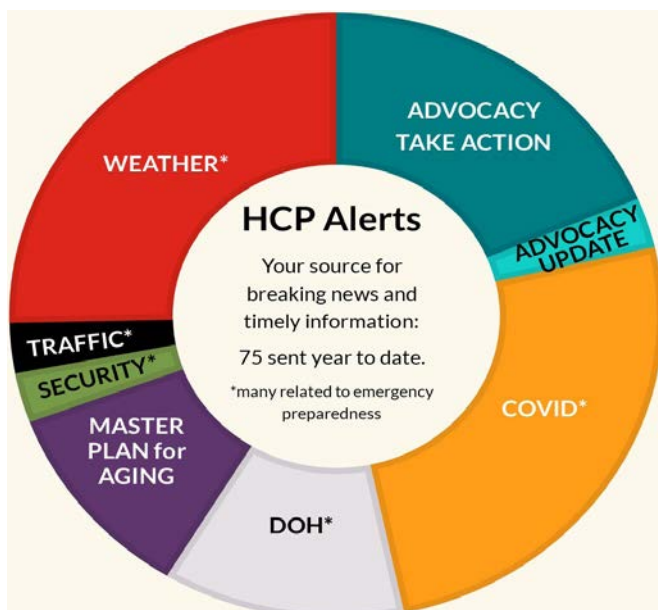 ADVOCACY
TAKE ACTION
ADVOCACY
UPDATE
COVID*
DOH*
MASTER
PLAN for
AGING
SECURITY*
TRAFFIC*
WEATHER*
HCP Alerts
Your source for
breaking news and
timely information:
75 sent year to date.
*many related to emergency
preparedness